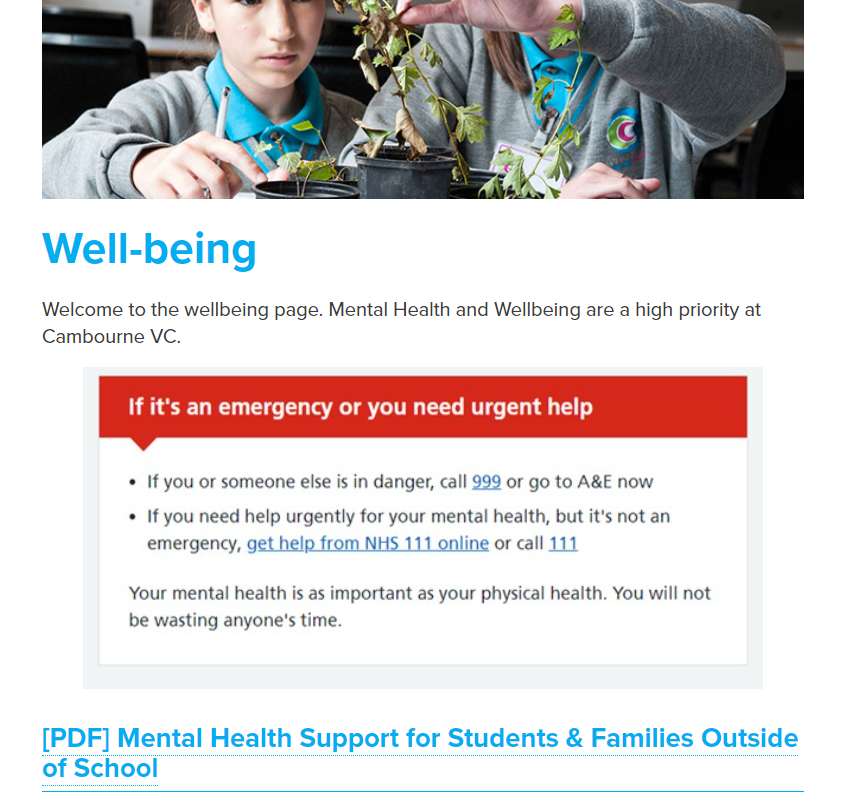 Well-being
Welcome to the wellbeing page. Mental Health and Wellbeing are a high priority at
Cambourne VC.
If it's an emergency or you need urgent help
• If you or someone else is in danger, call 999 or go to A&E now
• If you need help urgently for your mental health, but it's not an
emergency, get help from NHS 111 online or call 111
Your mental health is as important as your physical health. You will not
be wasting anyone's time.
[PDF] Mental Health Support for Students & Families Outside
of School